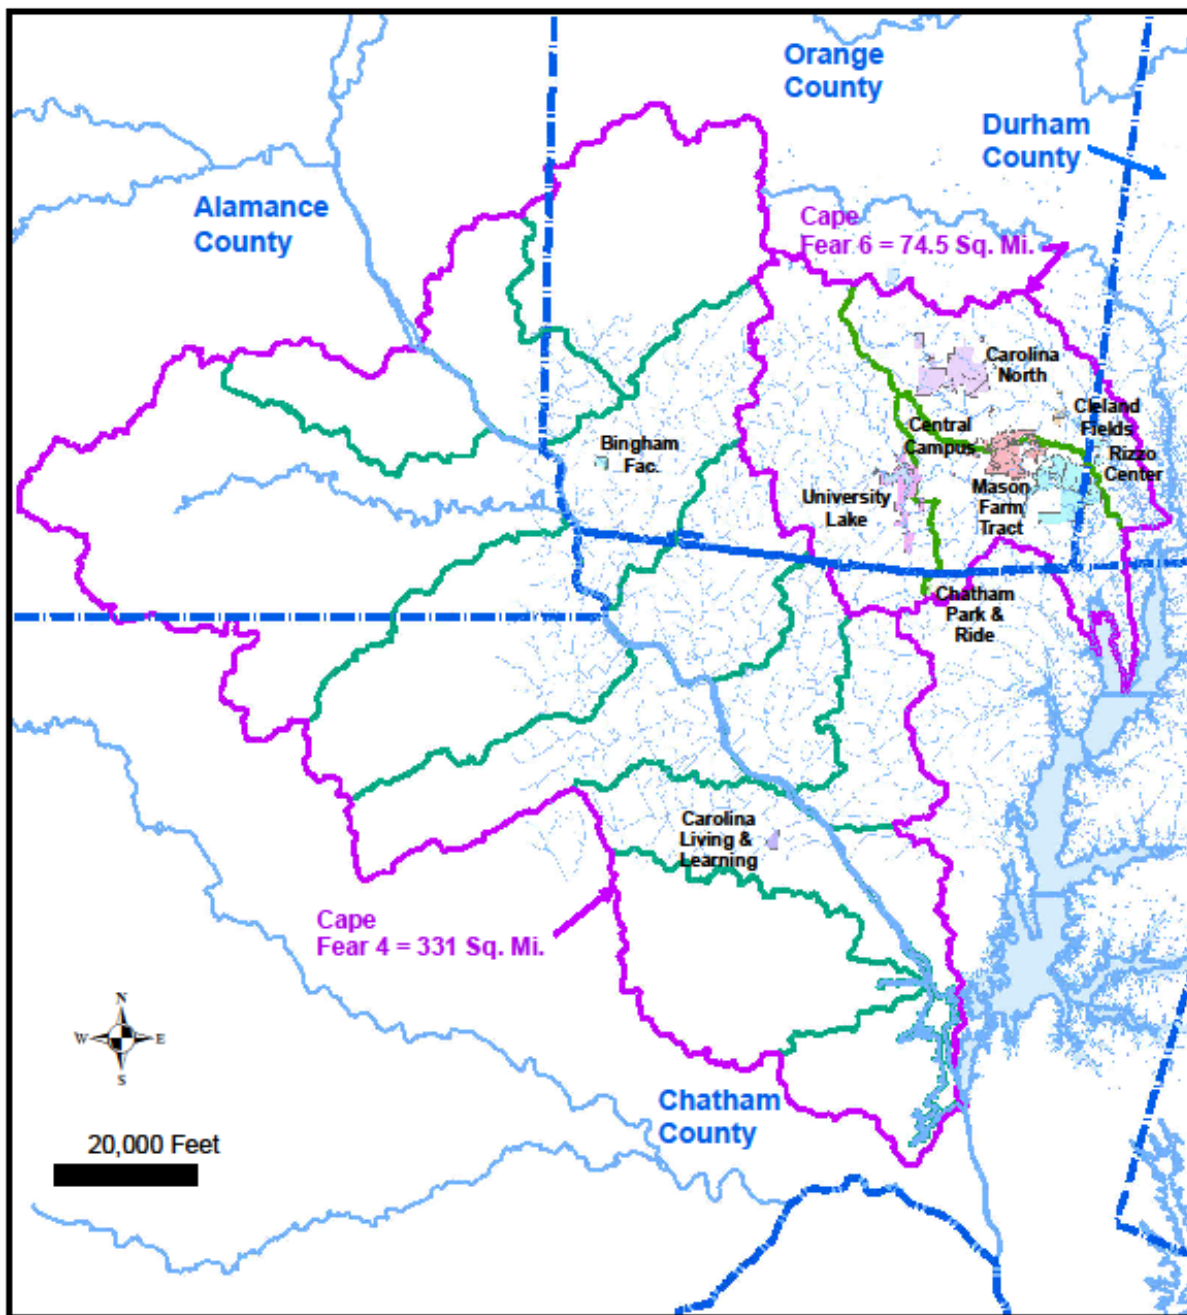 Orange
County
Durham
County
Alamance
County
Cape
Fear 6 = 74.5 Sq. Mi.
Carolina
North
Cleland
Fields
Central
Campus
Rizzo
Center
Bingham
Fac.
University
Lake
Mason
Farm
Tract
Chatham
Park &
Ride
Carolina
Living &
Learning
Cape
Fear 4 = 331 Sq. Mi.
N
W E
S
Chatham
County
20,000 Feet